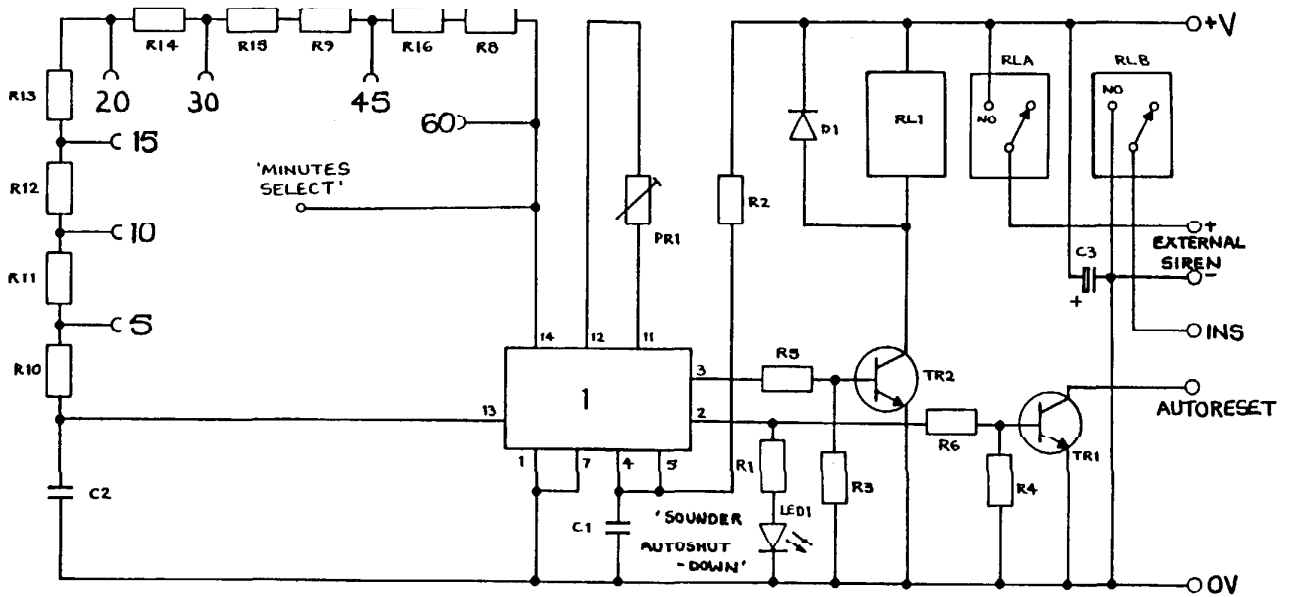 R14
R15
R9
R16
R8
+V
RLA
RLB
R13
20
30
45
NO
NO
D1
RL1
60
15
'MINUTES
SELECT'
R12
R2
PR1
10
+
EXTERNAL
SIREN
-
C3
+
R11
5
INS
14
12
11
R10
R5
3
TR2
1
AUTORESET
13
2
R6
TR1
1
7
4
5
R1
R3
R4
C2
C1
'SOUNDER
AUTOSHUT
-DOWN'
LED1
0V